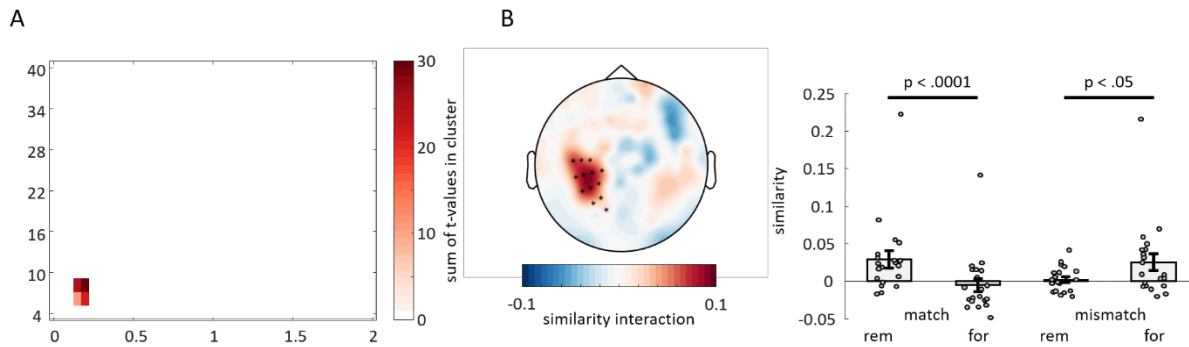 A
40
34
28
22
16
10
4
0 0.5 1 1.5 2
30
20
10
0
sum of t-values in cluster
B
-0.1 0.1
similarity interaction
p < .0001 p < .05
0.25
0.2
0.15
0.1
0.05
0
-0.05
similarity
match mismatch
rem for rem for